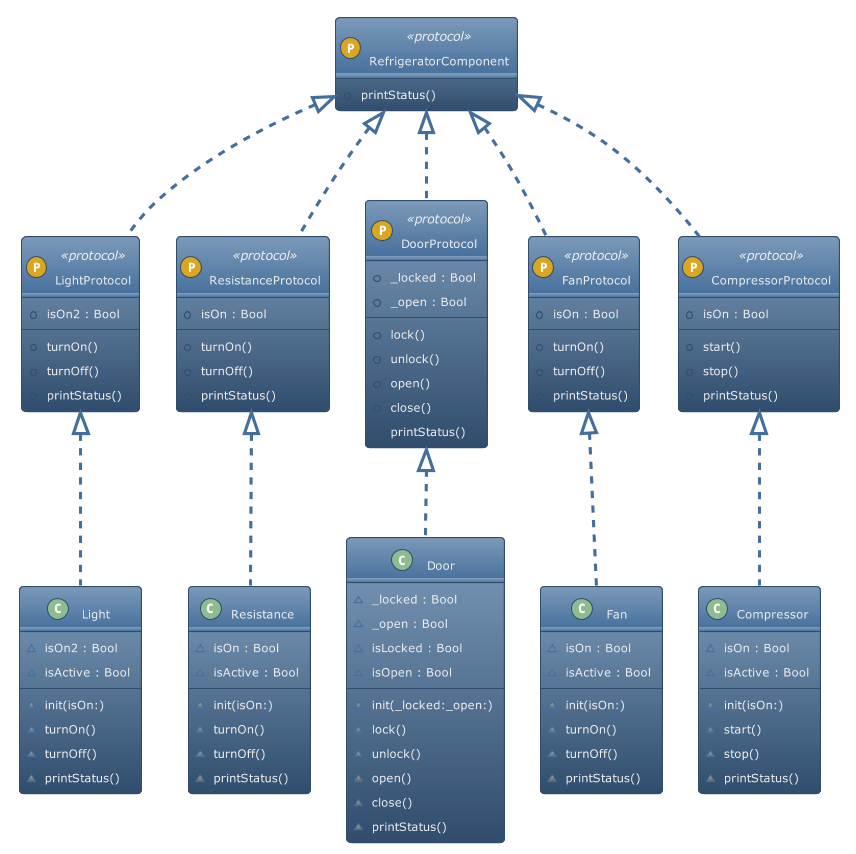 «protocol»
P
RefrigeratorComponent
printStatus()
«protocol»
P
LightProtocol
isOn2 : Bool
turnOn()
turnOff()
printStatus()
«protocol»
P
ResistanceProtocol
isOn : Bool
turnOn()
turnOff()
printStatus()
«protocol»
P
DoorProtocol
_locked : Bool
_open : Bool
lock()
unlock()
open()
close()
printStatus()
«protocol»
P
FanProtocol
isOn : Bool
turnOn()
turnOff()
printStatus()
«protocol»
P
CompressorProtocol
isOn : Bool
start()
stop()
printStatus()
C Light
isOn2 : Bool
isActive : Bool
init(isOn:)
turnOn()
turnOff()
printStatus()
C Resistance
isOn : Bool
isActive : Bool
init(isOn:)
turnOn()
turnOff()
printStatus()
C Door
_locked : Bool
_open : Bool
isLocked : Bool
isOpen : Bool
init(_locked:_open:)
lock()
unlock()
open()
close()
printStatus()
C Fan
isOn : Bool
isActive : Bool
init(isOn:)
turnOn()
turnOff()
printStatus()
C Compressor
isOn : Bool
isActive : Bool
init(isOn:)
start()
stop()
printStatus()